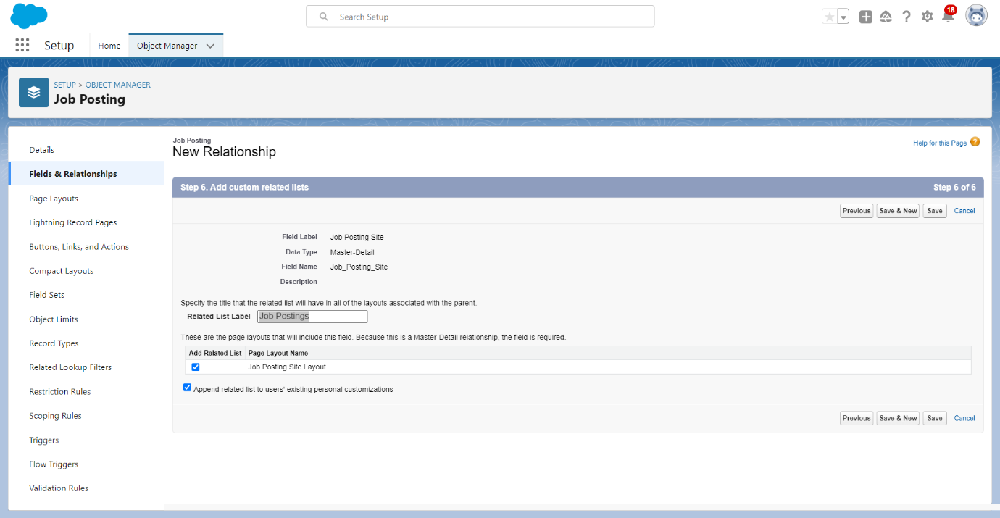 Search Setup
18
Setup
Home
Object Manager
SETUP > OBJECT MANAGER
Job Posting
Details
Fields & Relationships
Page Layouts
Lightning Record Pages
Buttons, Links, and Actions
Compact Layouts
Field Sets
Object Limits
Record Types
Related Lookup Filters
Restriction Rules
Scoping Rules
Triggers
Flow Triggers
Validation Rules
Job Posting
New Relationship
Help for this Page ?
Step 6. Add custom related lists Step 6 of 6
Previous Save & New Save Cancel
Field Label Job Posting Site
Data Type Master-Detail
Field Name Job_Posting_Site
Description
Specify the title that the related list will have in all of the layouts associated with the parent.
Related List Label Job Postings
These are the page layouts that will include this field. Because this is a Master-Detail relationship, the field is required.
Add Related List Page Layout Name
Job Posting Site Layout
Append related list to users' existing personal customizations
Previous Save & New Save Cancel